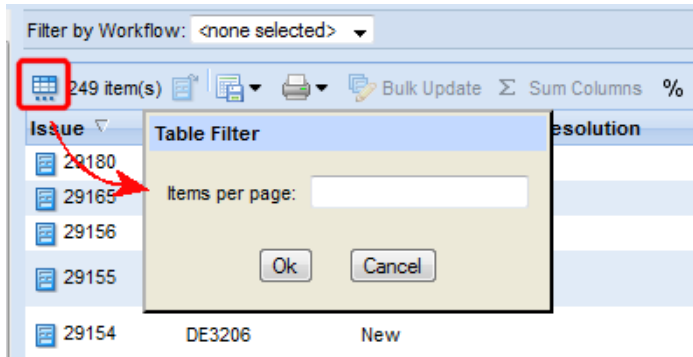 Filter by Workflow: <none selected>
249 item(s) Bulk Update Σ Sum Columns %
Issue esolution
Table Filter
29180
29165
Items per page:
29156
29155
Ok Cancel
29154 DE3206 New